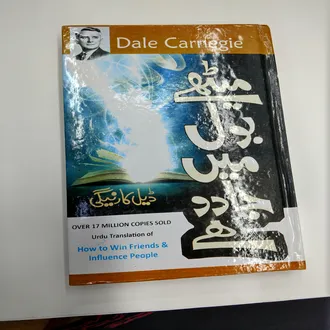 Dale Carnegie
ڈیل کارنیگی
OVER 17 MILLION COPIES SOLD
Urdu Translation of
How to Win Friends &
Influence People